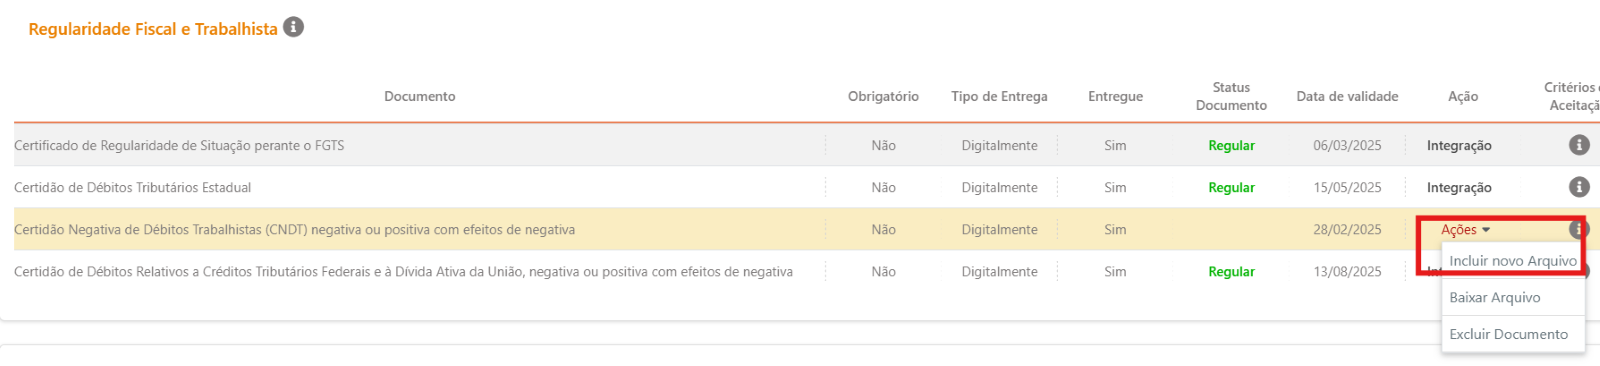 Regularidade Fiscal e Trabalhista
Documento Obrigatório Tipo de Entrega Entregue Status Documento Data de validade Ação Critérios
Certificado de Regularidade de Situação perante o FGTS Não Digitalmente Sim Regular 06/03/2025 Integração
Certidão de Débitos Tributários Estadual Não Digitalmente Sim Regular 15/05/2025 Integração
Certidão Negativa de Débitos Trabalhistas (CNDT) negativa ou positiva com efeitos de negativa Não Digitalmente Sim 28/02/2025 Ações
Certidão de Débitos Relativos a Créditos Tributários Federais e à Dívida Ativa da União, negativa ou positiva com efeitos de negativa Não Digitalmente Sim Regular 13/08/2025
Incluir novo Arquivo
Baixar Arquivo
Excluir Documento